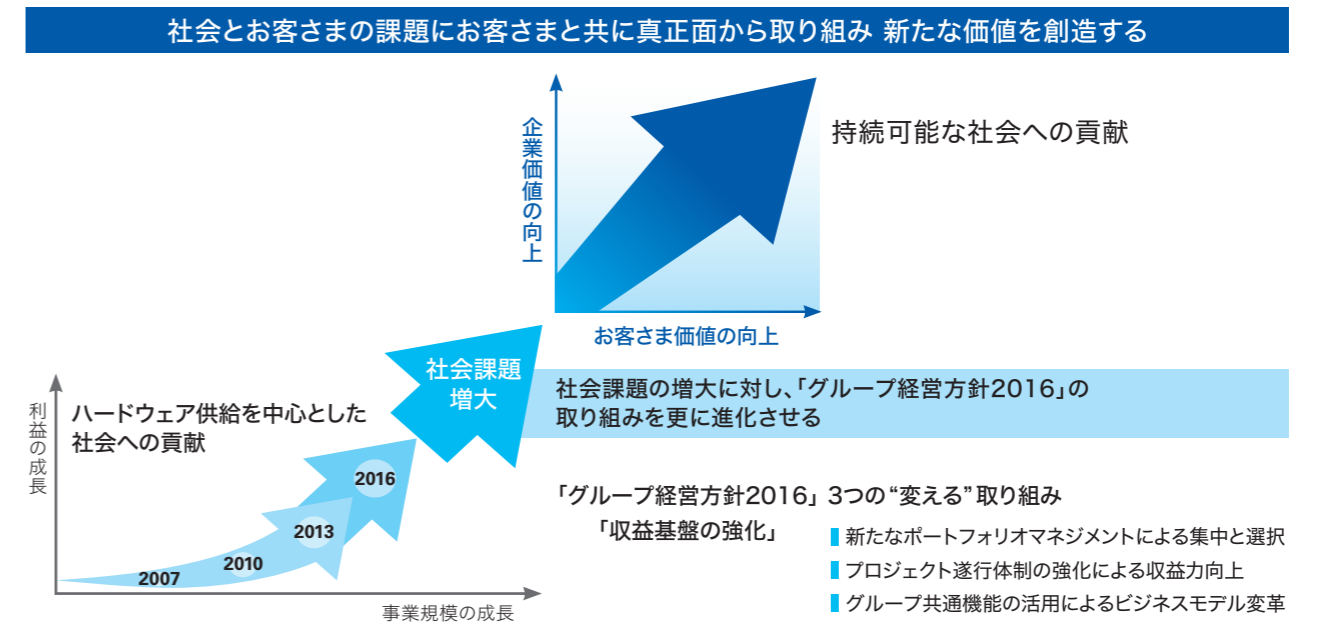 社会とお客さまの課題にお客さまと共に真正面から取り組み 新たな価値を創造する
企業価値の向上
持続可能な社会への貢献
お客さま価値の向上
社会課題
増大
社会課題の増大に対し、「グループ経営方針2016」の
取り組みを更に進化させる
利益の成長
ハードウェア供給を中心とした
社会への貢献
2016
2013
2010
2007
事業規模の成長
「グループ経営方針2016」 3つの“変える”取り組み
「収益基盤の強化」
新たなポートフォリオマネジメントによる集中と選択
プロジェクト遂行体制の強化による収益力向上
グループ共通機能の活用によるビジネスモデル変革